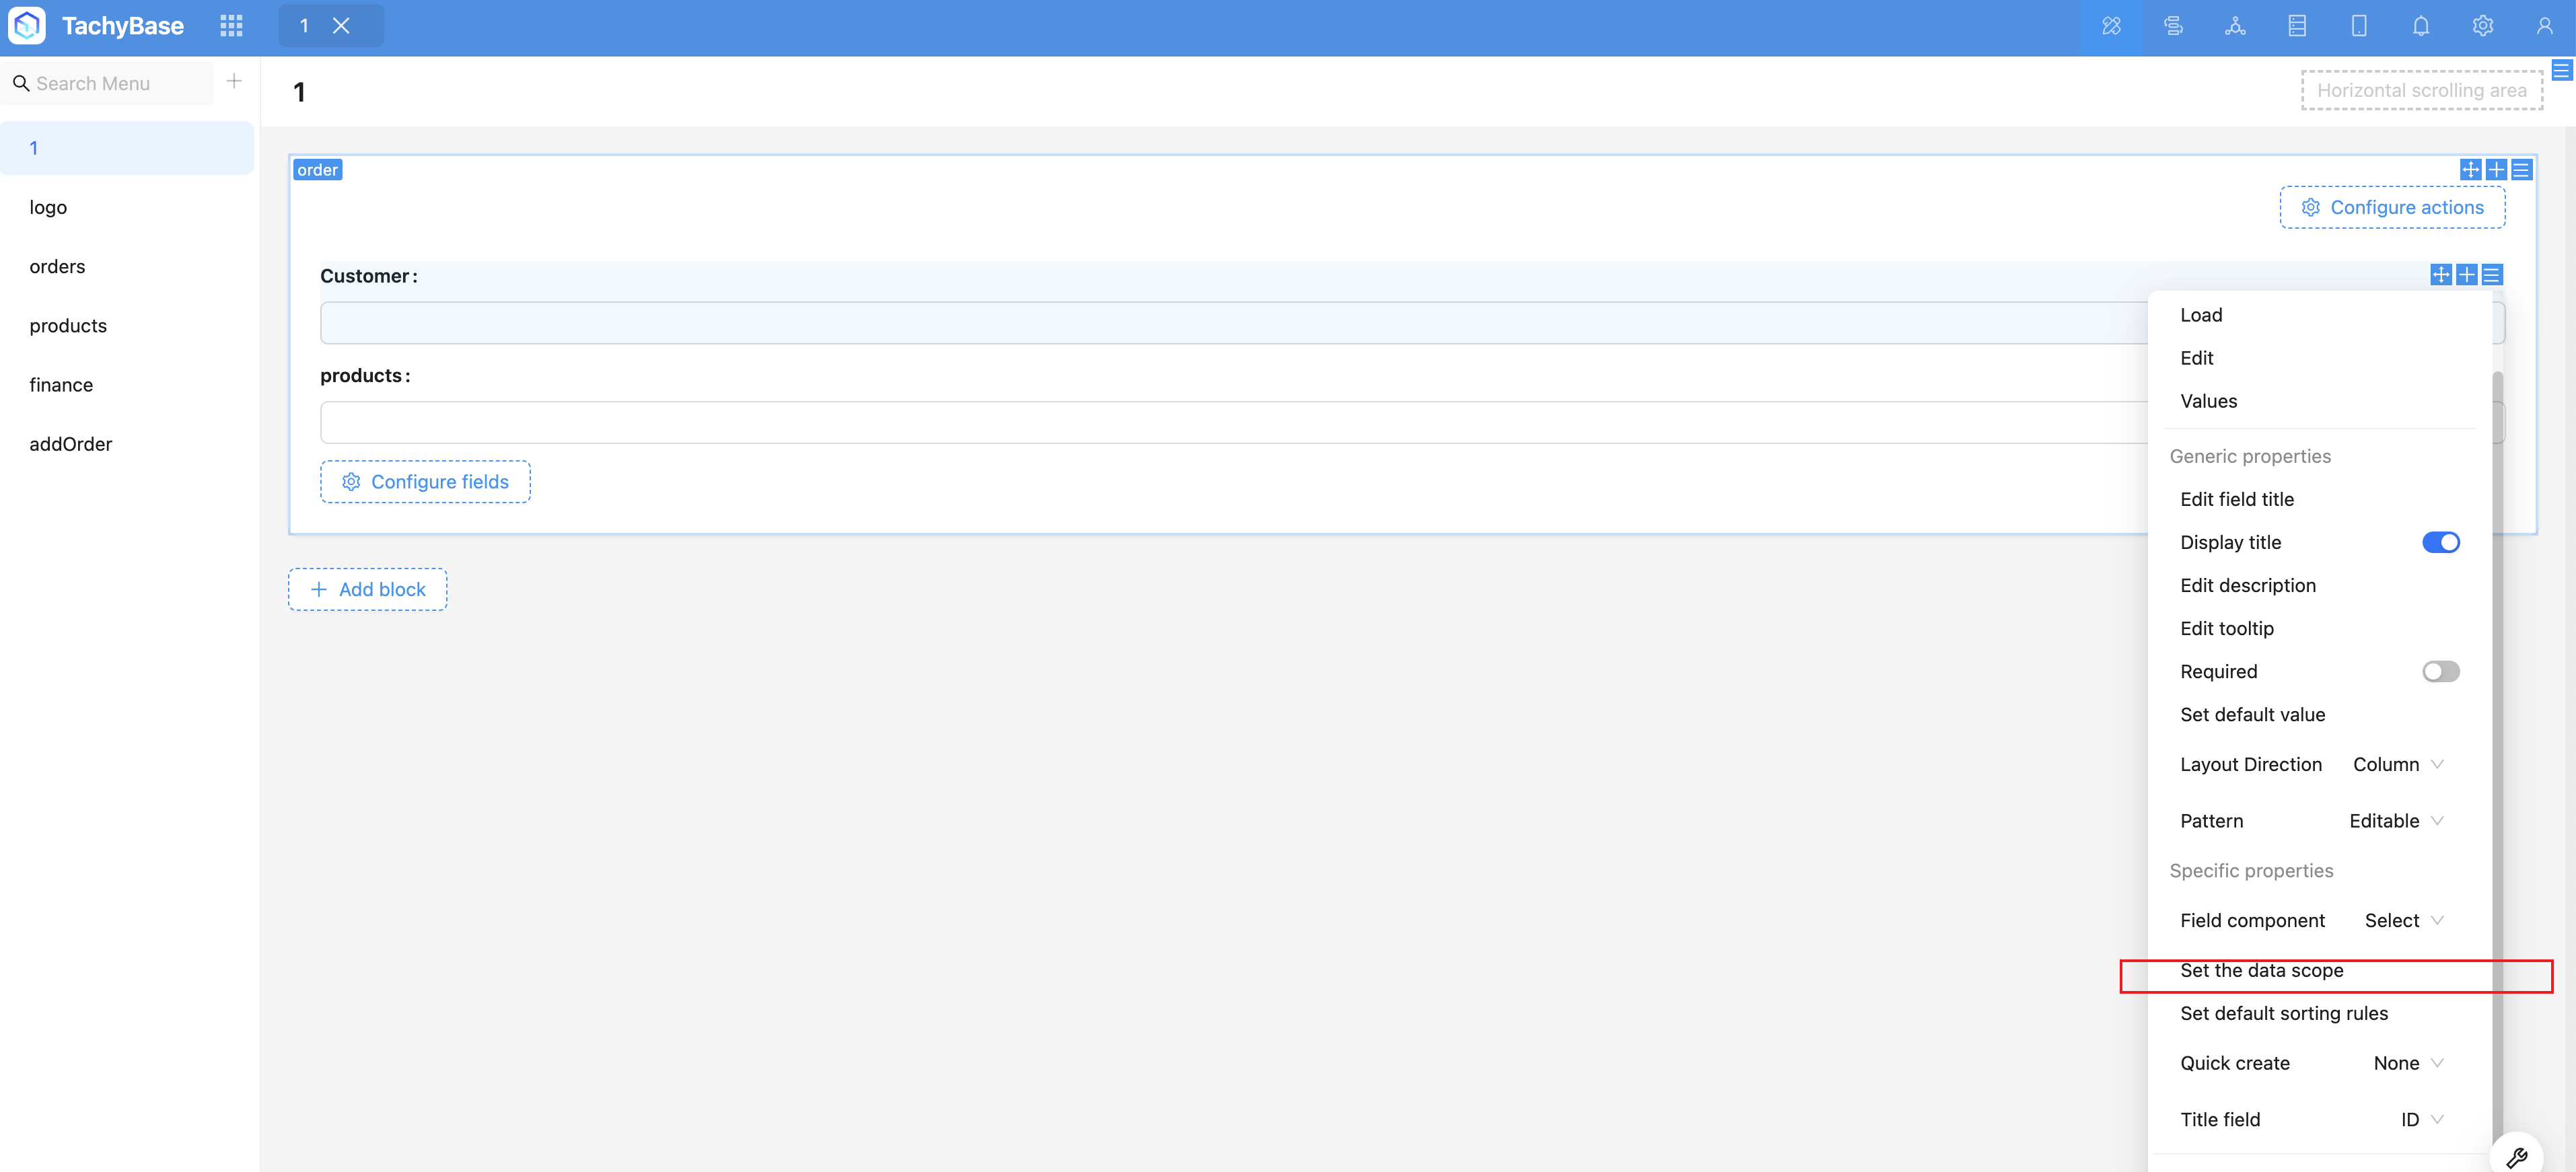 TachyBase
1
Search Menu
1
Horizontal scrolling area
1
logo
orders
products
finance
addOrder
order
Configure actions
Customer :
products :
Configure fields
Add block
Load
Edit
Values
Generic properties
Edit field title
Display title
Edit description
Edit tooltip
Required
Set default value
Layout Direction Column
Pattern Editable
Specific properties
Field component Select
Set the data scope
Set default sorting rules
Quick create None
Title field ID